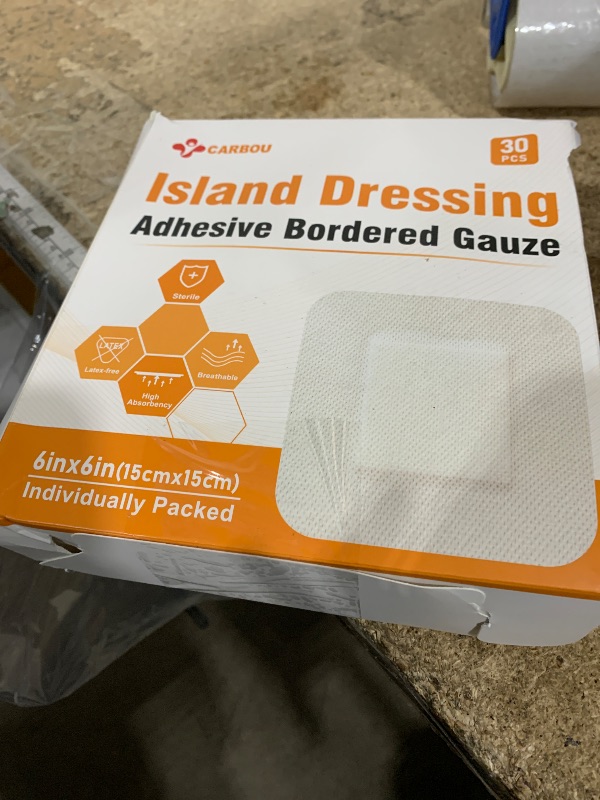 CARBOU
30
PCS
Island Dressing
Adhesive Bordered Gauze
Sterile
LATEX
Latex-free
Breathable
High
Absorbency
6inx6in(15cmx15cm)
Individually Packed